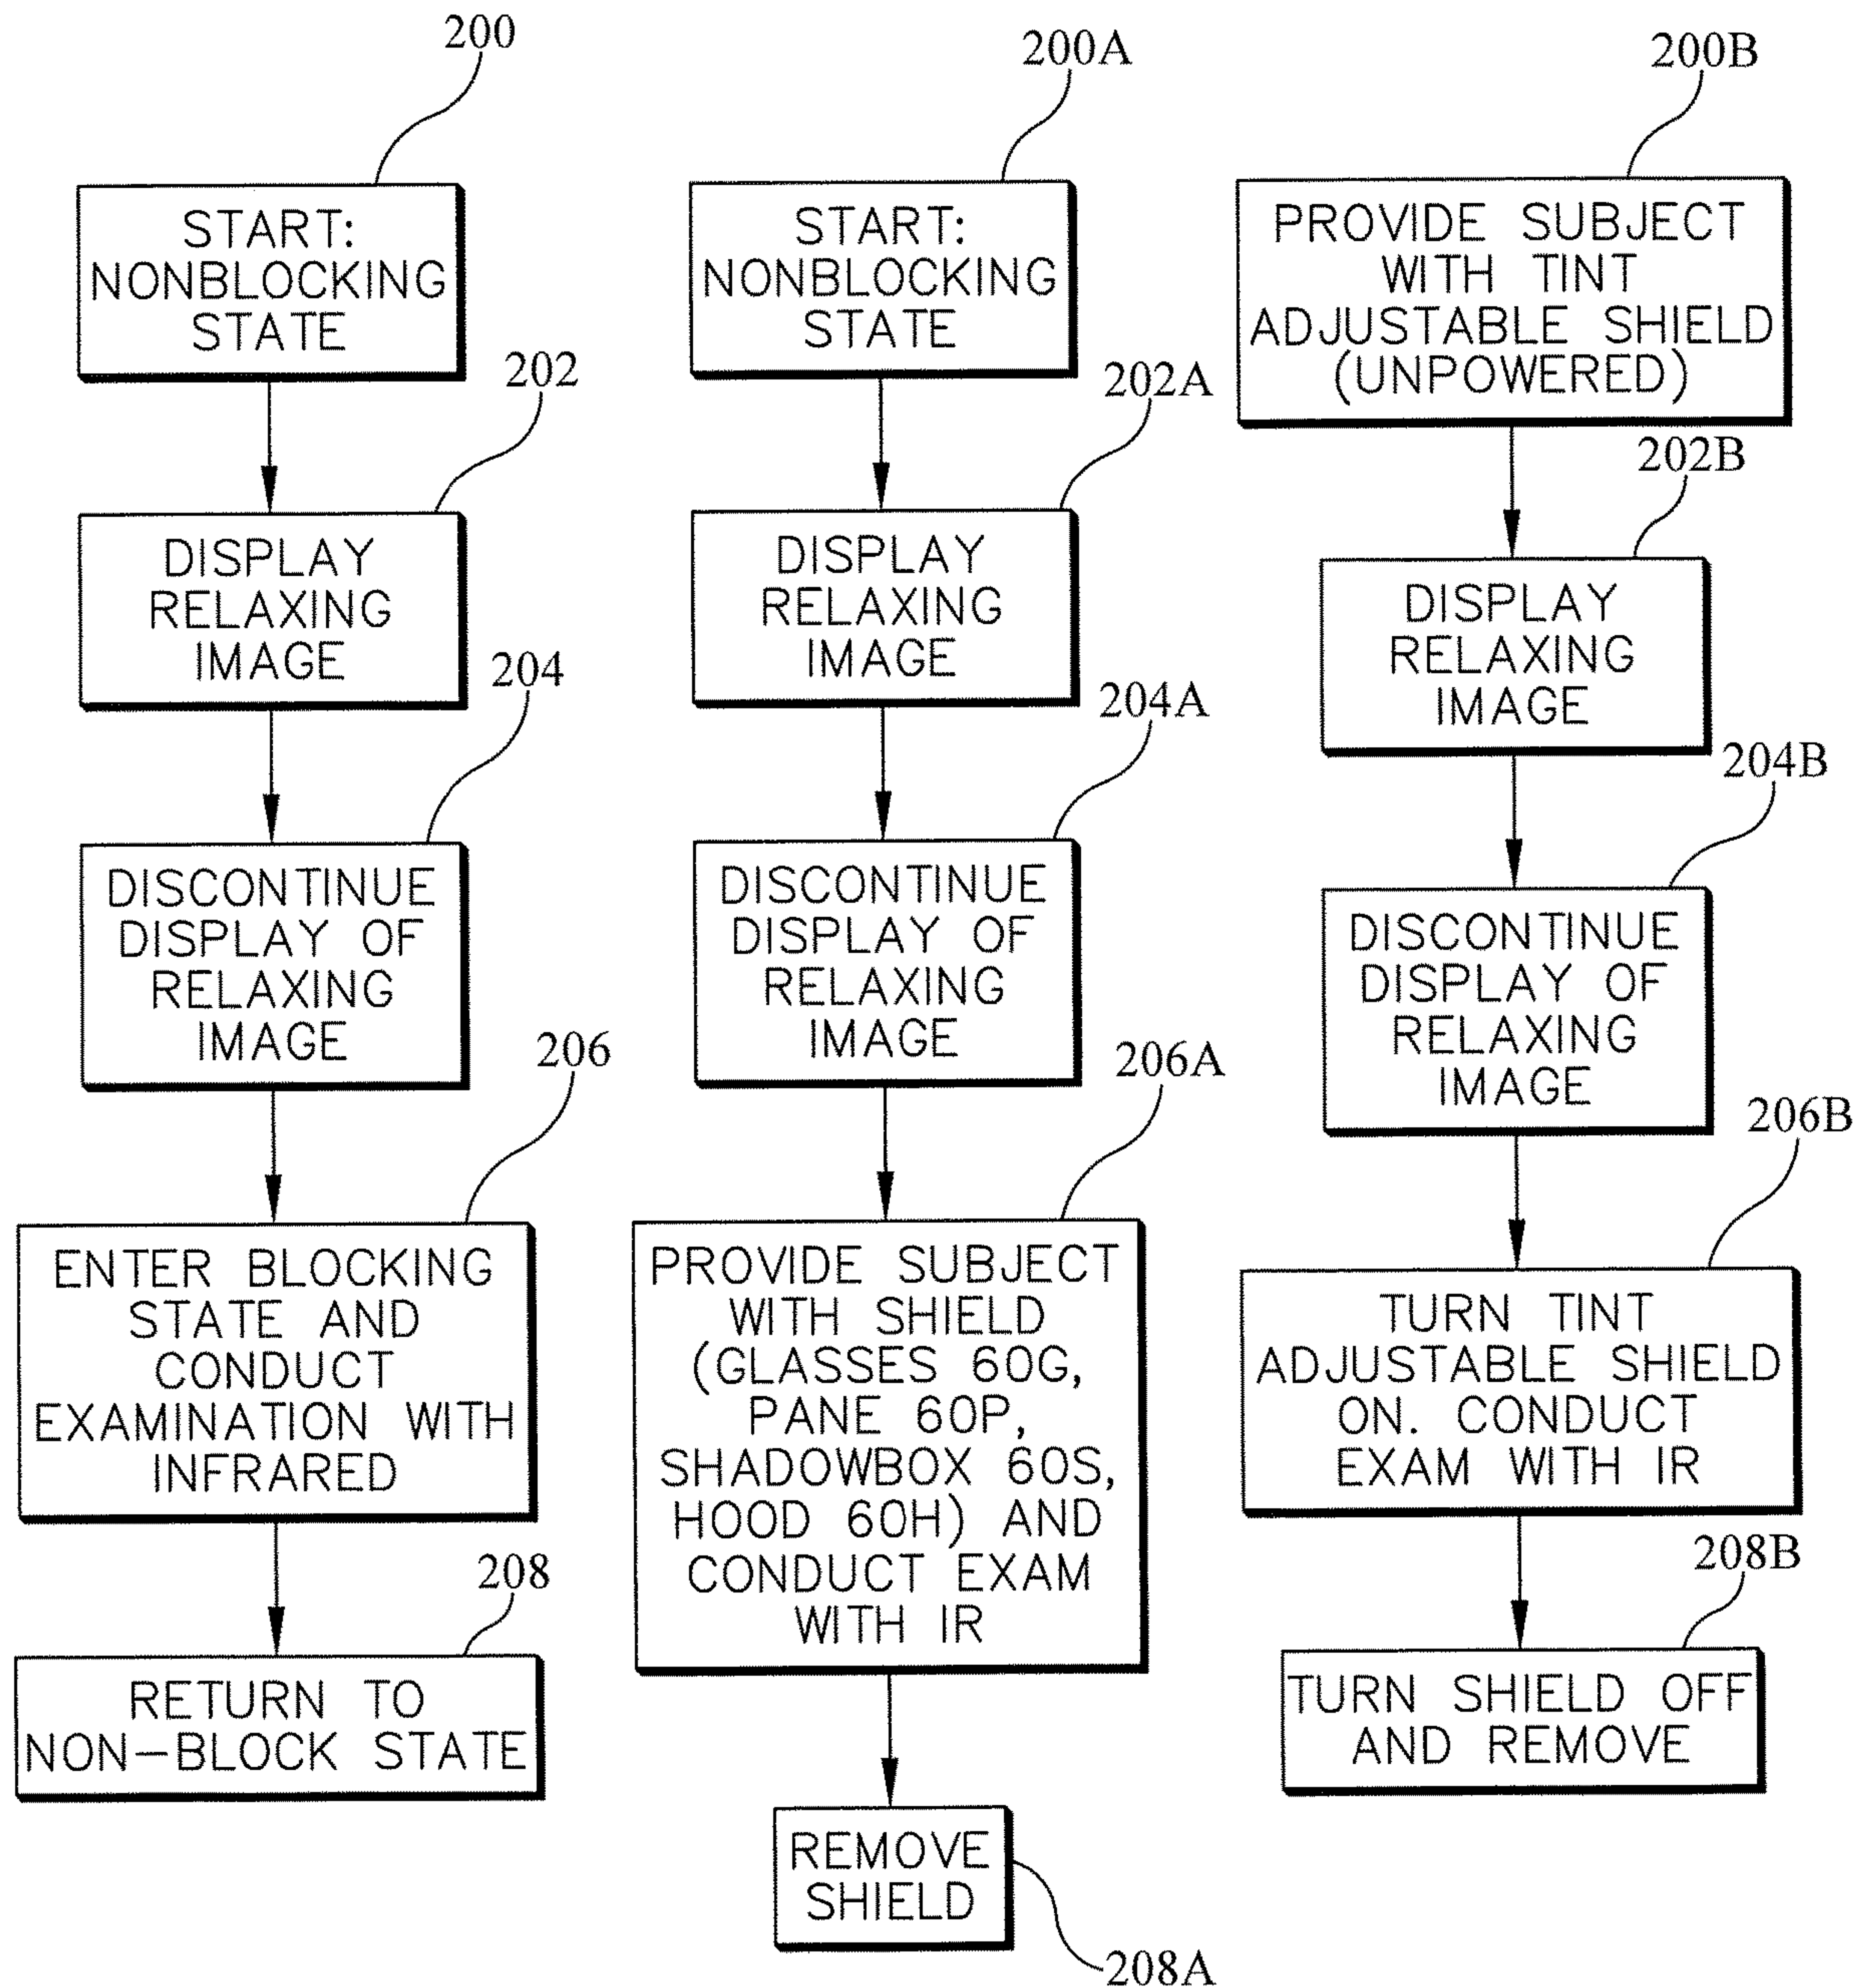 200
START:
NONBLOCKING
STATE
202
DISPLAY
RELAXING
IMAGE
204
DISCONTINUE
DISPLAY OF
RELAXING
IMAGE
206
ENTER BLOCKING
STATE AND
CONDUCT
EXAMINATION WITH
INFRARED
208
RETURN TO
NON-BLOCK STATE
200A
START:
NONBLOCKING
STATE
202A
DISPLAY
RELAXING
IMAGE
204A
DISCONTINUE
DISPLAY OF
RELAXING
IMAGE
206A
PROVIDE SUBJECT
WITH SHIELD
(GLASSES 60G,
PANE 60P,
SHADOWBOX 60S,
HOOD 60H) AND
CONDUCT EXAM
WITH IR
REMOVE
SHIELD
208A
200B
PROVIDE SUBJECT
WITH TINT
ADJUSTABLE SHIELD
(UNPOWERED)
202B
DISPLAY
RELAXING
IMAGE
204B
DISCONTINUE
DISPLAY OF
RELAXING
IMAGE
206B
TURN TINT
ADJUSTABLE SHIELD
ON. CONDUCT
EXAM WITH IR
208B
TURN SHIELD OFF
AND REMOVE